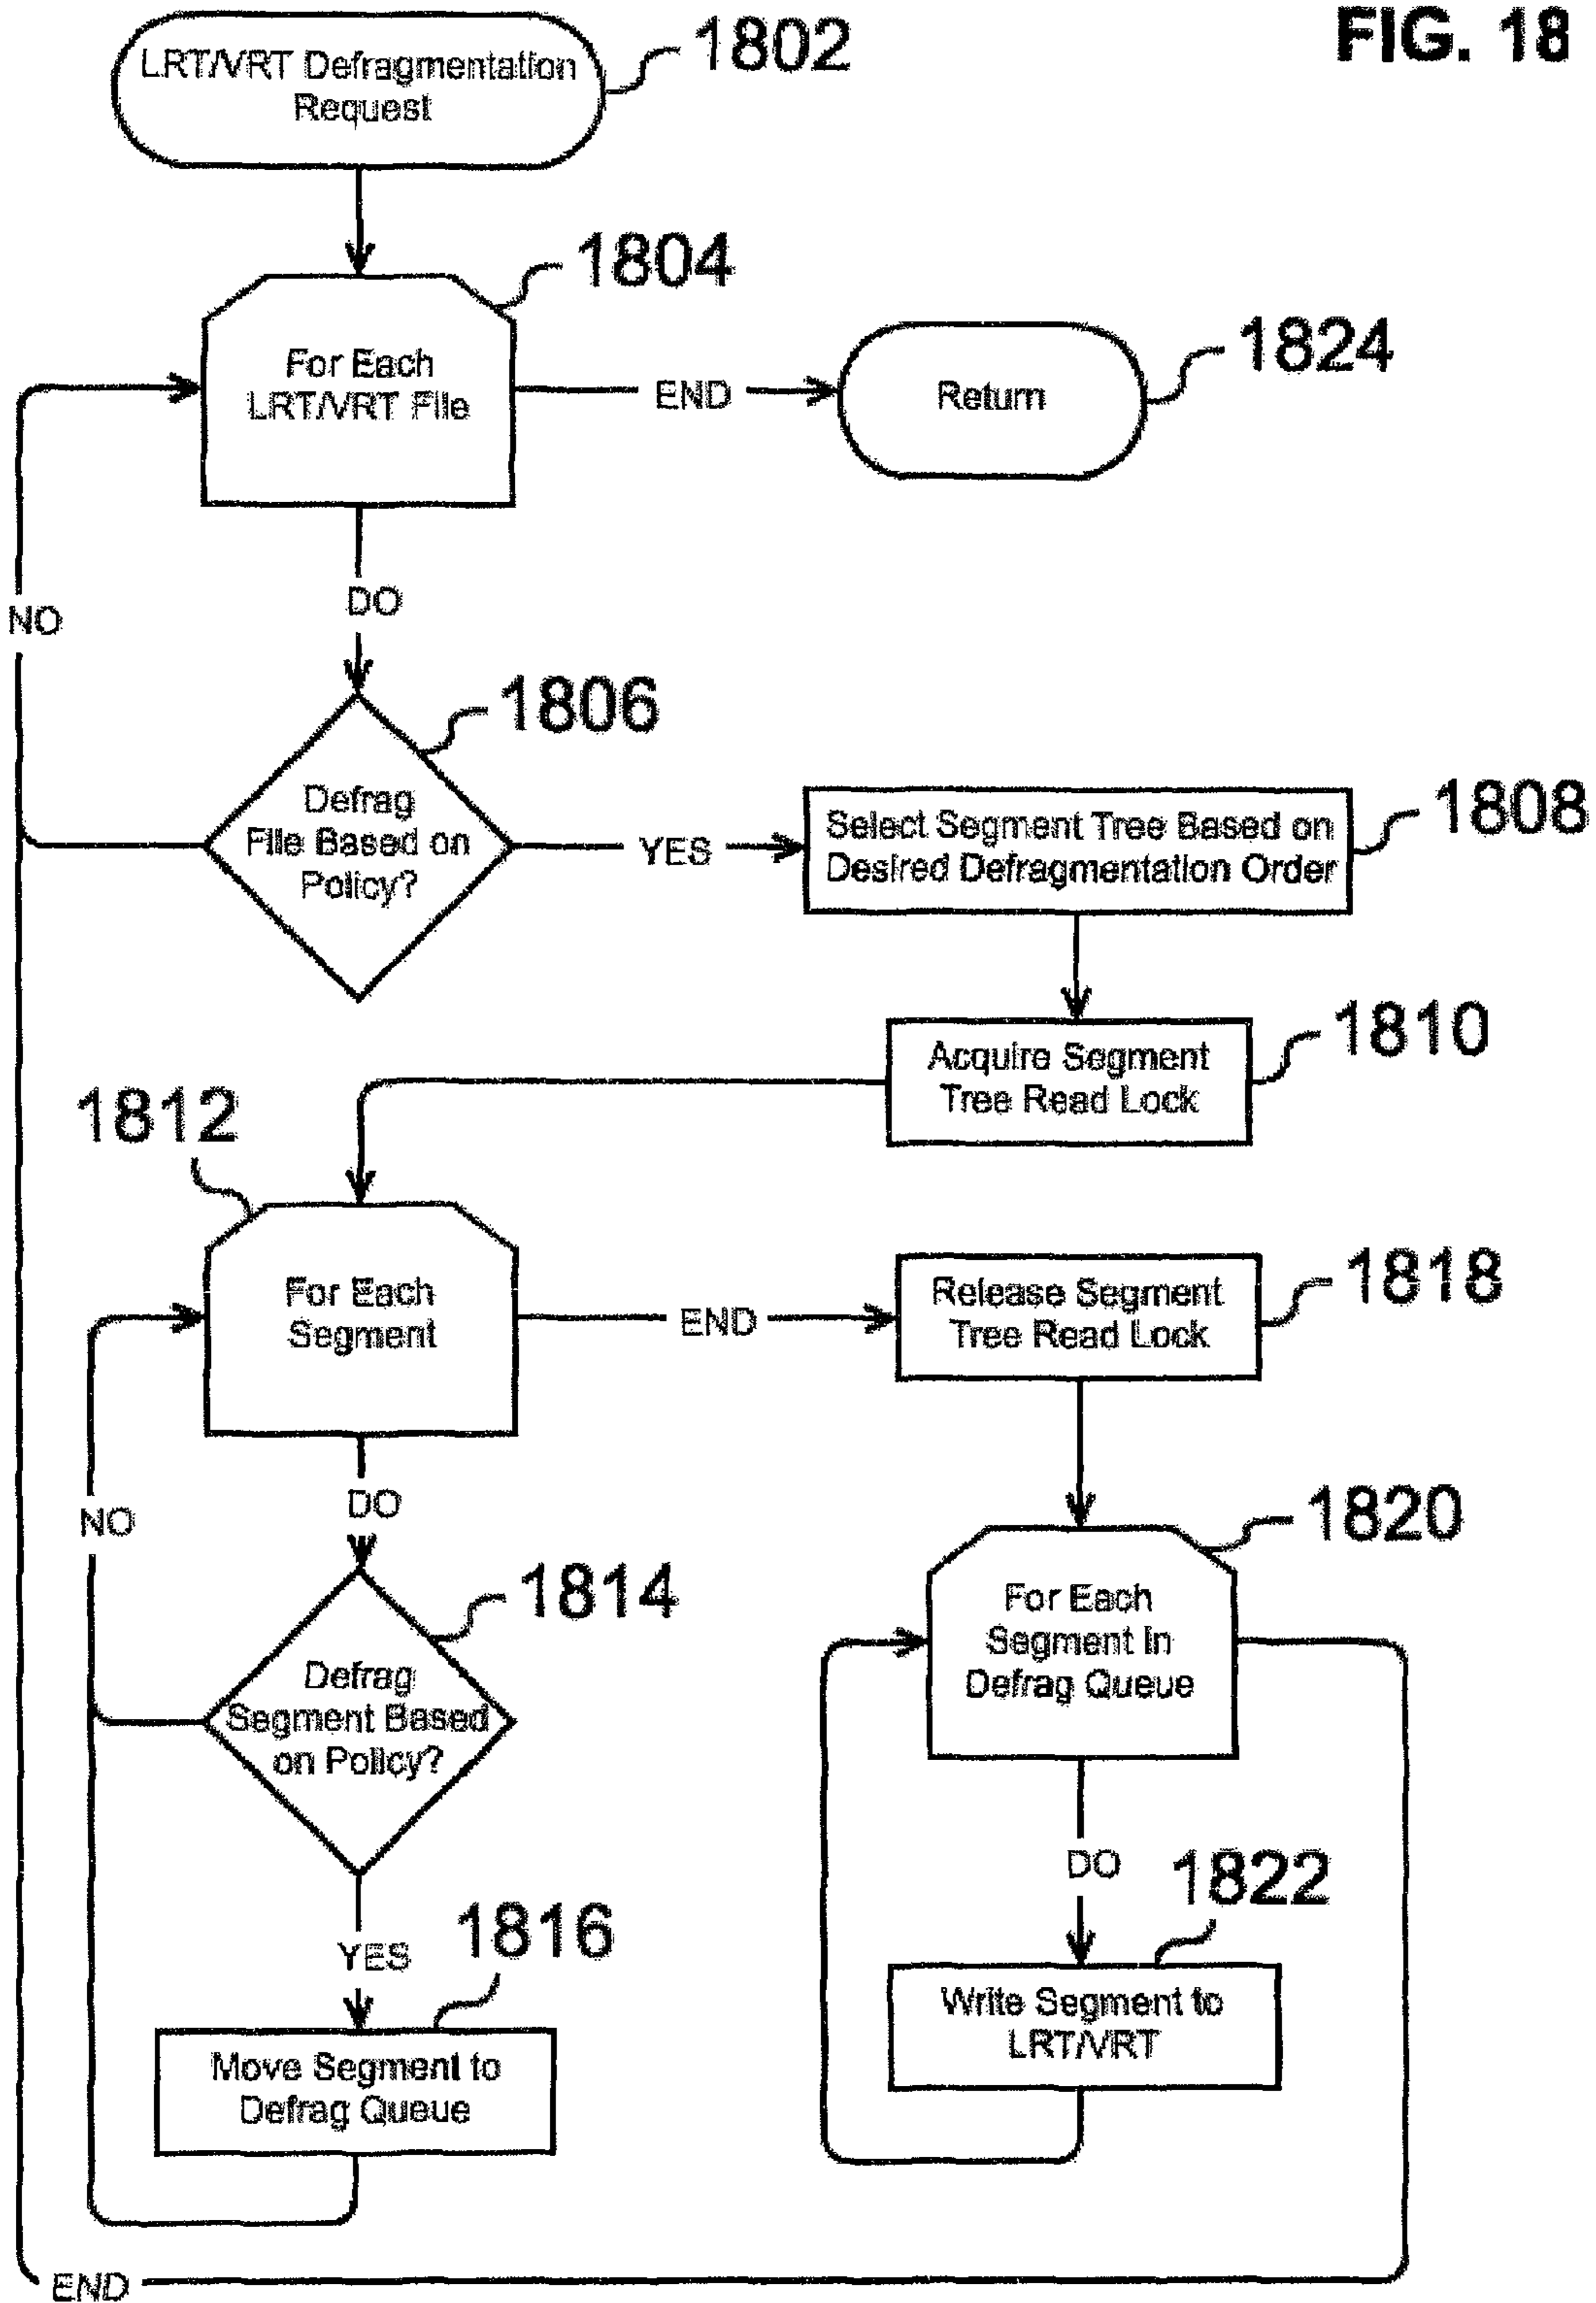 FIG. 18
LRT/VRT Defragmentation
Request
1802
1804
For Each
LRT/VRT File
END
Return
1824
DO
NO
1806
Defrag
File Based on
Policy?
YES
Select Segment Tree Based on
Desired Defragmentation Order
1808
Acquire Segment
Tree Read Lock
1810
1812
For Each
Segment
END
Release Segment
Tree Read Lock
1818
DO
NO
1814
Defrag
Segment Based
on Policy?
YES
1816
Move Segment to
Defrag Queue
1820
For Each
Segment in
Defrag Queue
DO
1822
Write Segment to
LRT/VRT
END